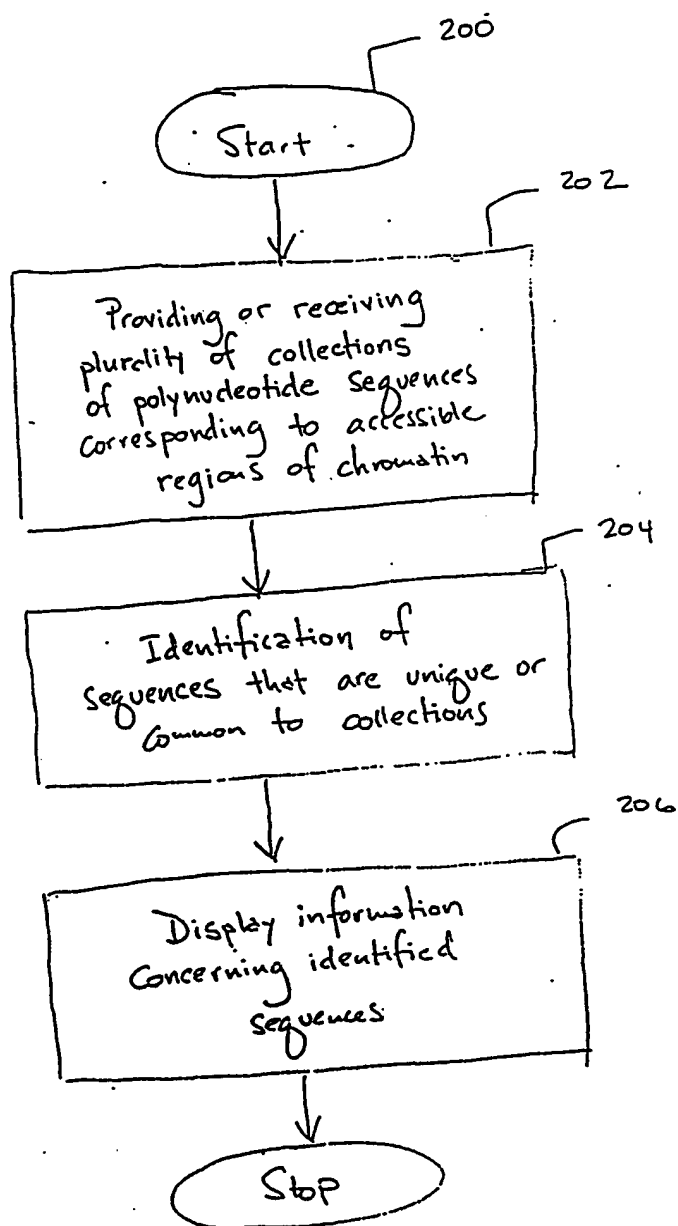 200
Start
202
Providing or receiving
plurality of collections
of polynucleotide sequences
corresponding to accessible
regions of chromatin
204
Identification of
sequences that are unique or
common to collections
206
Display information
concerning identified
sequences
Stop